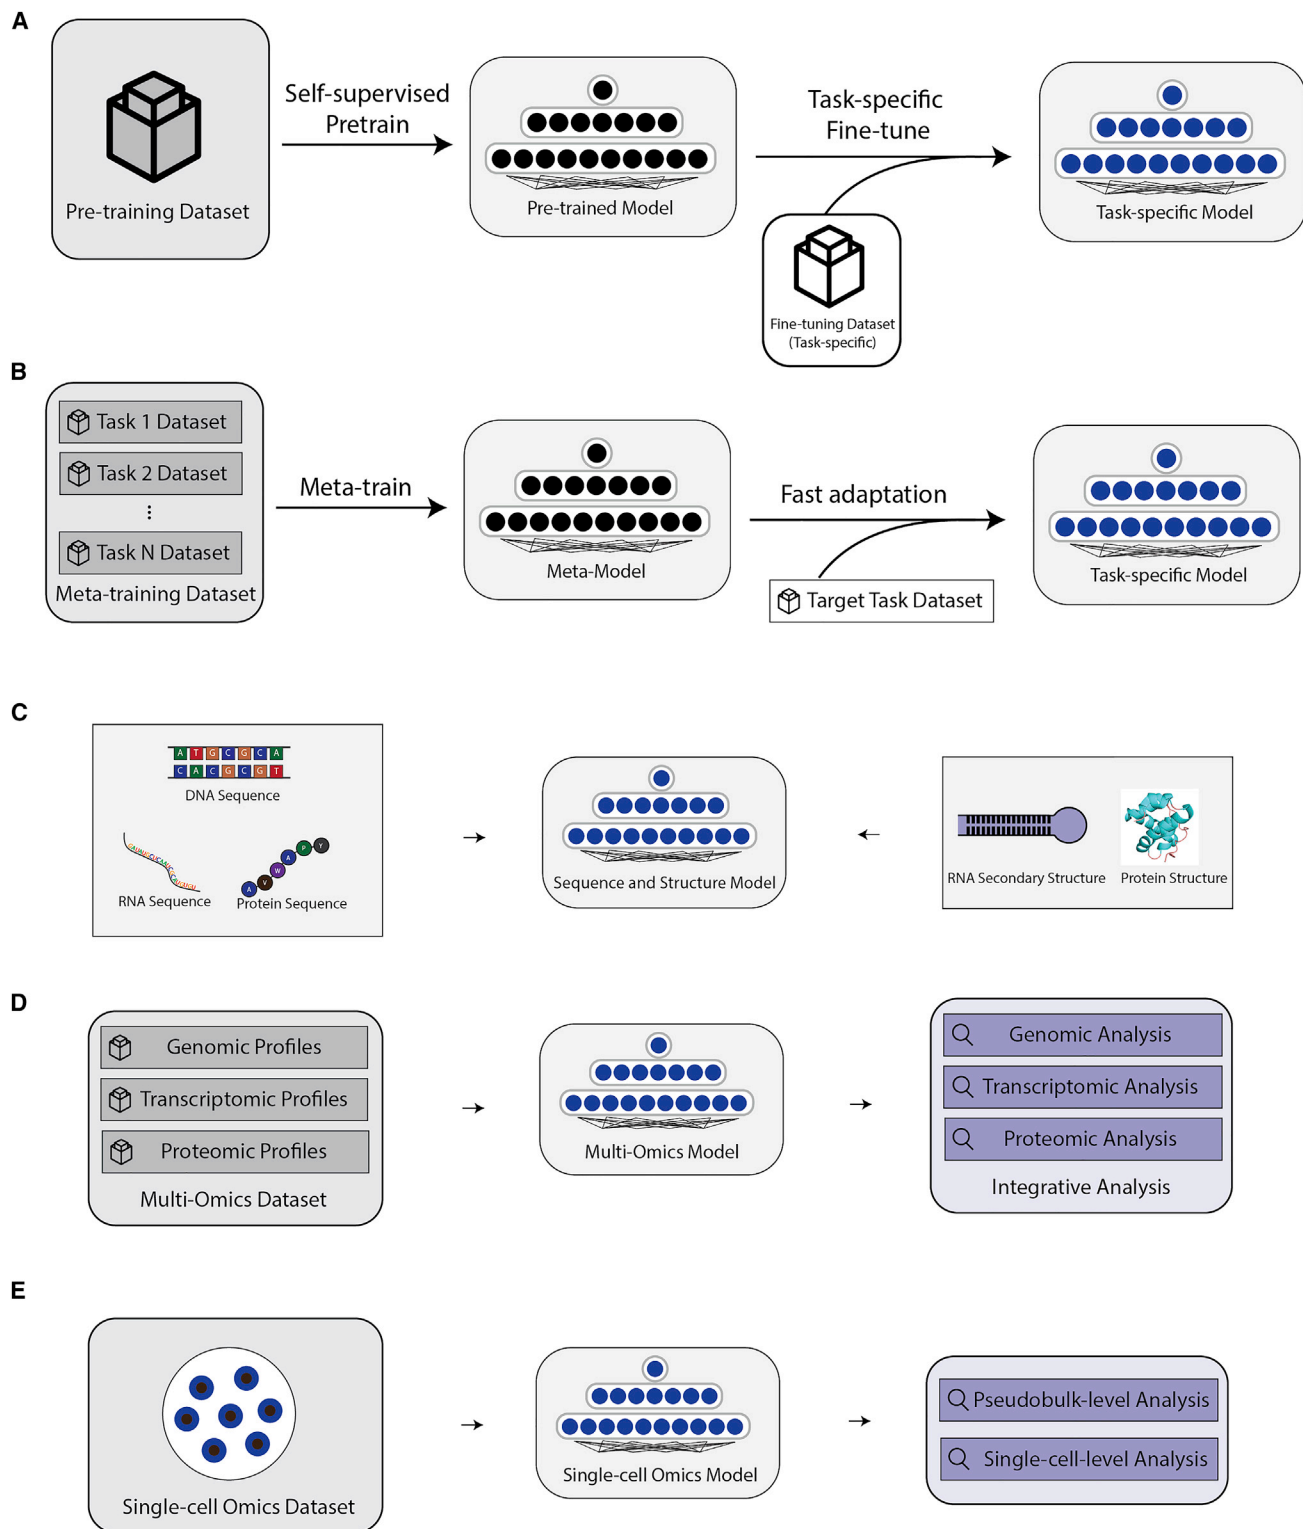 A
Self-supervised
Pretrain
Task-specific
Fine-tune
Pre-training Dataset
Pre-trained Model
Task-specific Model
Fine-tuning Dataset
(Task-specific)
B
Task 1 Dataset
Task 2 Dataset
⋮
Task N Dataset
Meta-training Dataset
Meta-train
Meta-Model
Fast adaptation
Target Task Dataset
Task-specific Model
C
A T G C G C A
C A C G C G T
DNA Sequence
RNA Sequence
A V W A P Y
Protein Sequence
Sequence and Structure Model
RNA Secondary Structure
Protein Structure
D
Genomic Profiles
Transcriptomic Profiles
Proteomic Profiles
Multi-Omics Dataset
Multi-Omics Model
Genomic Analysis
Transcriptomic Analysis
Proteomic Analysis
Integrative Analysis
E
Single-cell Omics Dataset
Single-cell Omics Model
Pseudobulk-level Analysis
Single-cell-level Analysis